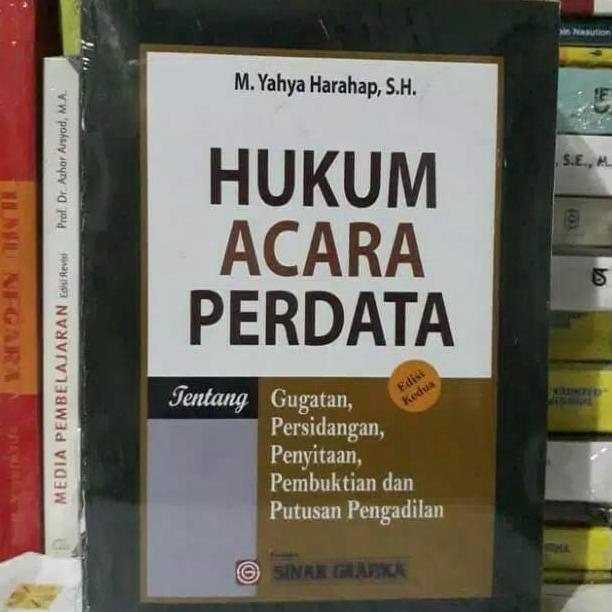 M. Yahya Harahap, S.H.
HUKUM
ACARA
PERDATA
Edisi
Kedua
Tentang
Gugatan,
Persidangan,
Penyitaan,
Pembuktian dan
Putusan Pengadilan
SINAR GRAFIKA
MEDIA PEMBELAJARAN Edisi Revisi Prof. Dr. Azhar Arsyad, M.A.
ILMU NEGARA
Nasution
, S.E., M.